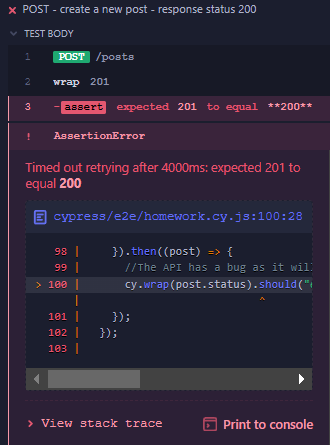 × POST - create a new post - response status 200
TEST BODY
1 POST /posts
2 wrap 201
3 -assert expected 201 to equal **200**
! AssertionError
Timed out retrying after 4000ms: expected 201 to
equal 200
cypress/e2e/homework.cy.js:100:28
98 | }).then((post) => {
99 | //The API has a bug as it will
> 100 | cy.wrap(post.status).should("
| ^
101 | });
102 | });
103 |
> View stack trace
Print to console